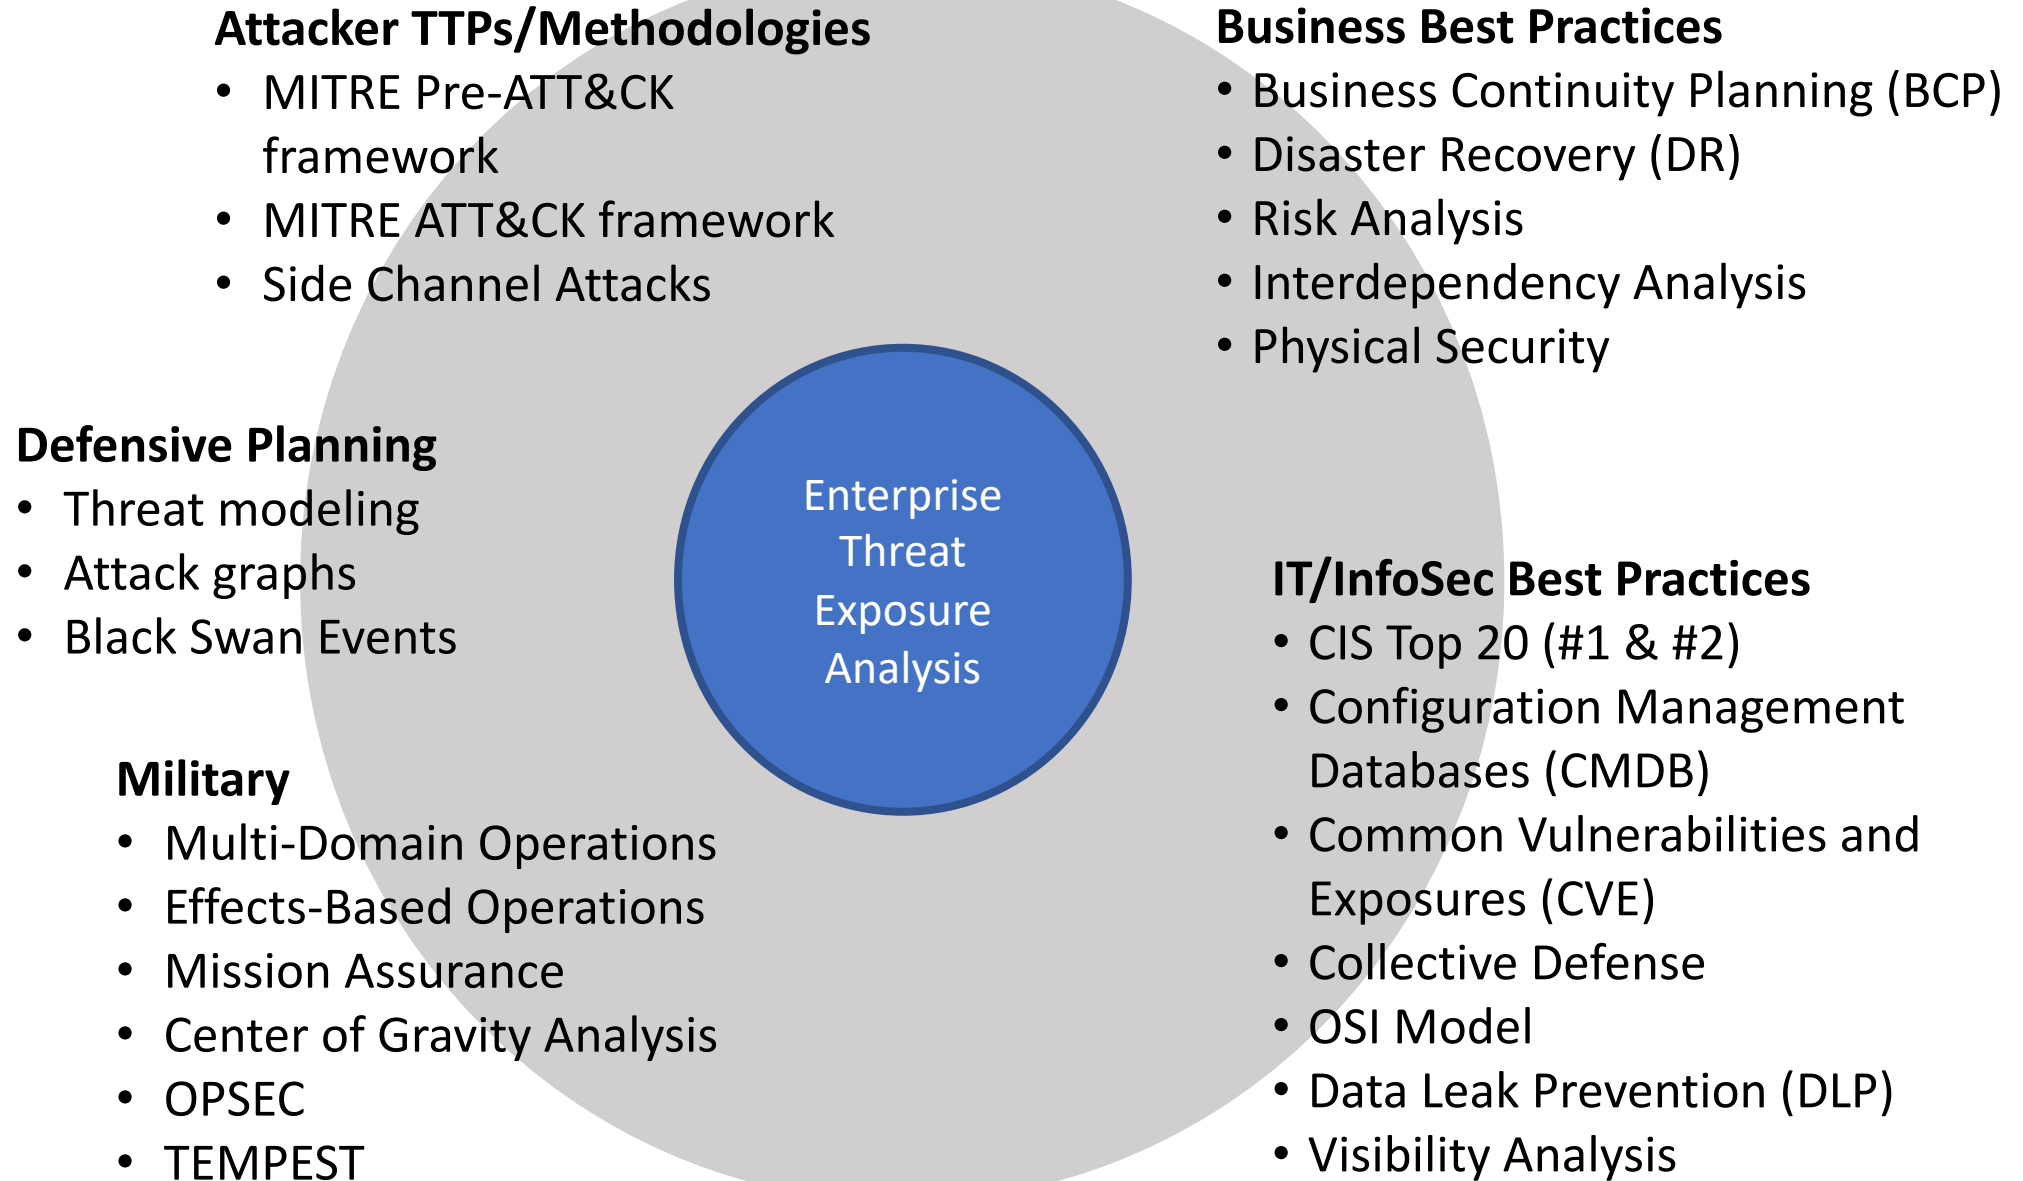 Attacker TTPs/Methodologies
• MITRE Pre-ATT&CK
framework
• MITRE ATT&CK framework
• Side Channel Attacks
Business Best Practices
• Business Continuity Planning (BCP)
• Disaster Recovery (DR)
• Risk Analysis
• Interdependency Analysis
• Physical Security
Defensive Planning
• Threat modeling
• Attack graphs
• Black Swan Events
Enterprise
Threat
Exposure
Analysis
IT/InfoSec Best Practices
• CIS Top 20 (#1 & #2)
• Configuration Management
Databases (CMDB)
• Common Vulnerabilities and
Exposures (CVE)
• Collective Defense
• OSI Model
• Data Leak Prevention (DLP)
• Visibility Analysis
Military
• Multi-Domain Operations
• Effects-Based Operations
• Mission Assurance
• Center of Gravity Analysis
• OPSEC
• TEMPEST